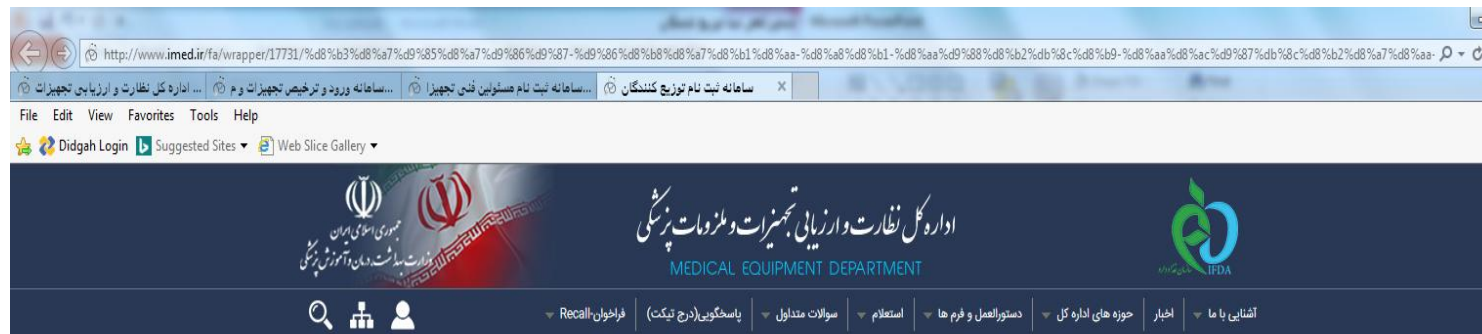 http://www.imed.ir/fa/wrapper/17731/%d8%b3%d8%a7%d9%85%d8%a7%d9%86%d9%87-%d9%86%d8%b8%d8%a7%d8%b1%d8%aa-%d8%a8%d8%b1-%d8%aa%d9%88%d8%b2%db%8c%d8%b9-%d8%aa%d8%ac%d9%87%db%8c%d8%b2%d8%a7%d8%aa-
اداره کل نظارت و ارزیابی تجهیزات ...
سامانه ورود و ترخیص تجهیزات و م...
سامانه ثبت نام مسئولین فنی تجهیزا...
سامانه ثبت نام توزیع کنندگان
File Edit View Favorites Tools Help
Didgah Login Suggested Sites Web Slice Gallery
جمهوری اسلامی ایران
وزارت بهداشت، درمان و آموزش پزشکی
اداره کل نظارت و ارزیابی تجهیزات و ملزومات پزشکی
MEDICAL EQUIPMENT DEPARTMENT
سازمان غذا و دارو IFDA
آشنایی با ما اخبار حوزه های اداره کل دستورالعمل و فرم ها استعلام سوالات متداول پاسخگویی(درج تیکت) فراخوان-Recall